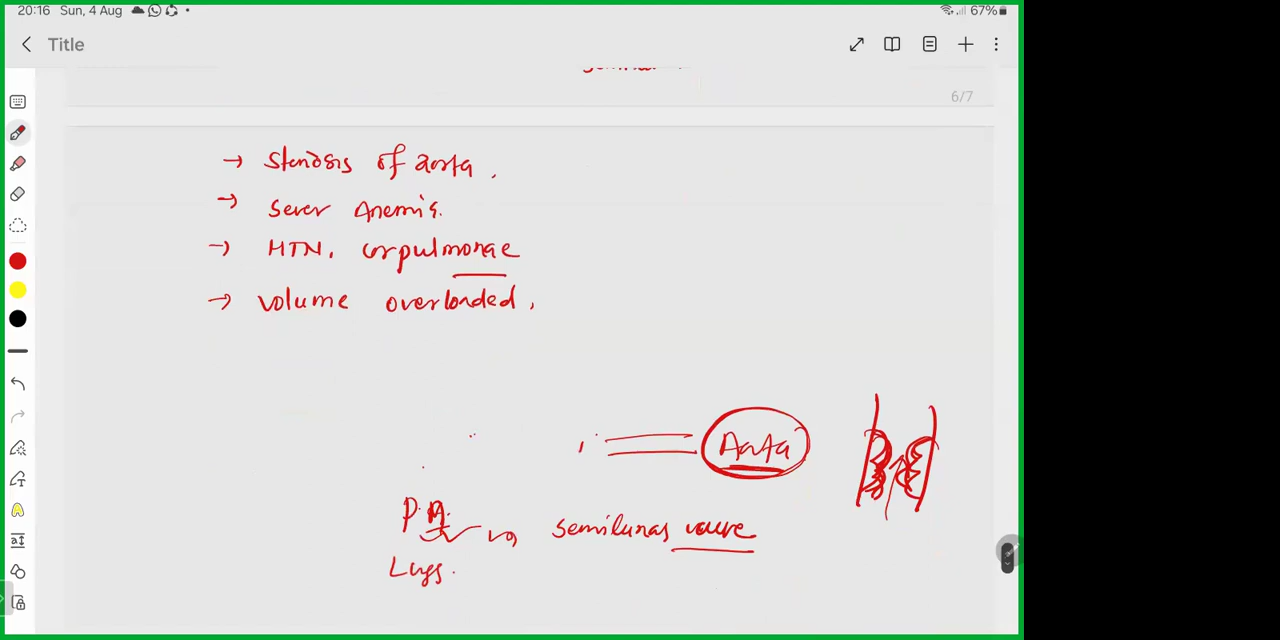 20:16 Sun, 4 Aug
67%
Title
6/7
→ Stenosis of aorta,
→ Sever Anemia.
→ HTN, corpulmonae
→ volume overloaded,
Aorta
P.A.
semilunas valve
Lugs.